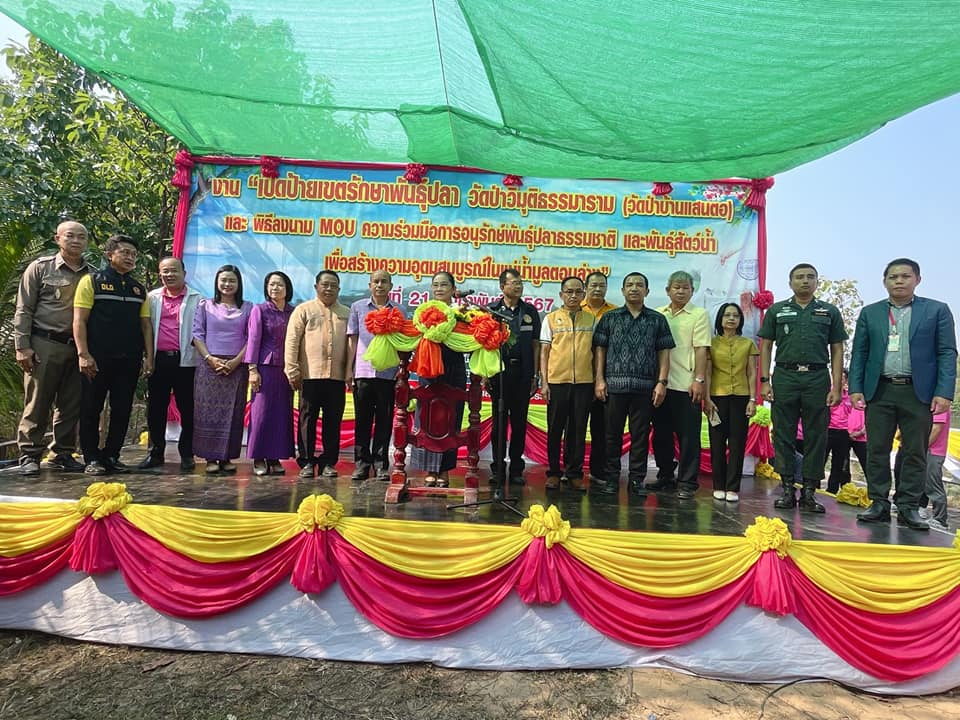 งาน "เปิดป้ายเขตรักษาพันธุ์ปลา วัดป่าวิมุติธรรมาราม (วัดป่าบ้านแสนตอ)
และ พิธีลงนาม MOU ความร่วมมือการอนุรักษ์พันธุ์ปลาธรรมชาติ และพันธุ์สัตว์น้ำ
เพื่อสร้างความอุดมสมบูรณ์ในแม่น้ำมูลตอนล่าง"
ที่ 21 567
DLD